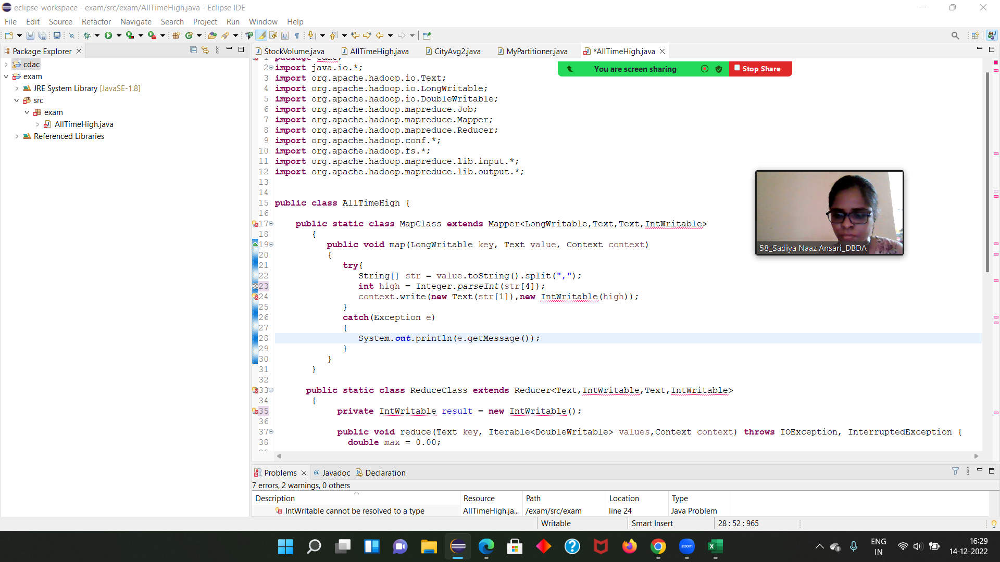 eclipse-workspace - exam/src/exam/AllTimeHigh.java - Eclipse IDE
File Edit Source Refactor Navigate Search Project Run Window Help
Package Explorer
cdac
exam
JRE System Library [JavaSE-1.8]
src
exam
AllTimeHigh.java
Referenced Libraries
StockVolume.java AllTimeHigh.java CityAvg2.java MyPartitioner.java *AllTimeHigh.java
You are screen sharing Stop Share
1 package cdac;
2 import java.io.*;
3 import org.apache.hadoop.io.Text;
4 import org.apache.hadoop.io.LongWritable;
5 import org.apache.hadoop.io.DoubleWritable;
6 import org.apache.hadoop.mapreduce.Job;
7 import org.apache.hadoop.mapreduce.Mapper;
8 import org.apache.hadoop.mapreduce.Reducer;
9 import org.apache.hadoop.conf.*;
10 import org.apache.hadoop.fs.*;
11 import org.apache.hadoop.mapreduce.lib.input.*;
12 import org.apache.hadoop.mapreduce.lib.output.*;
13
14
15 public class AllTimeHigh {
16
17 public static class MapClass extends Mapper<LongWritable,Text,Text,IntWritable>
18 {
19 public void map(LongWritable key, Text value, Context context)
20 {
21 try{
22 String[] str = value.toString().split(",");
23 int high = Integer.parseInt(str[4]);
24 context.write(new Text(str[1]),new IntWritable(high));
25 }
26 catch(Exception e)
27 {
28 System.out.println(e.getMessage());
29 }
30 }
31 }
32
33 public static class ReduceClass extends Reducer<Text,IntWritable,Text,IntWritable>
34 {
35 private IntWritable result = new IntWritable();
36
37 public void reduce(Text key, Iterable<DoubleWritable> values,Context context) throws IOException, InterruptedException {
38 double max = 0.00;
58_Sadiya Naaz Ansari_DBDA
Problems @ Javadoc Declaration
7 errors, 2 warnings, 0 others
Description Resource Path Location Type
IntWritable cannot be resolved to a type AllTimeHigh.ja... /exam/src/exam line 24 Java Problem
Writable Smart Insert 28 : 52 : 965
zoom
ENG
IN
16:29
14-12-2022